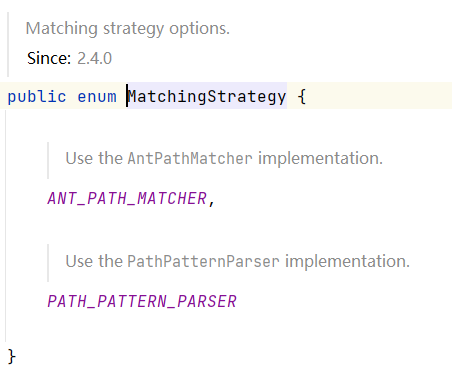 Matching strategy options.
Since: 2.4.0
public enum MatchingStrategy {
Use the AntPathMatcher implementation.
ANT_PATH_MATCHER,
Use the PathPatternParser implementation.
PATH_PATTERN_PARSER
}